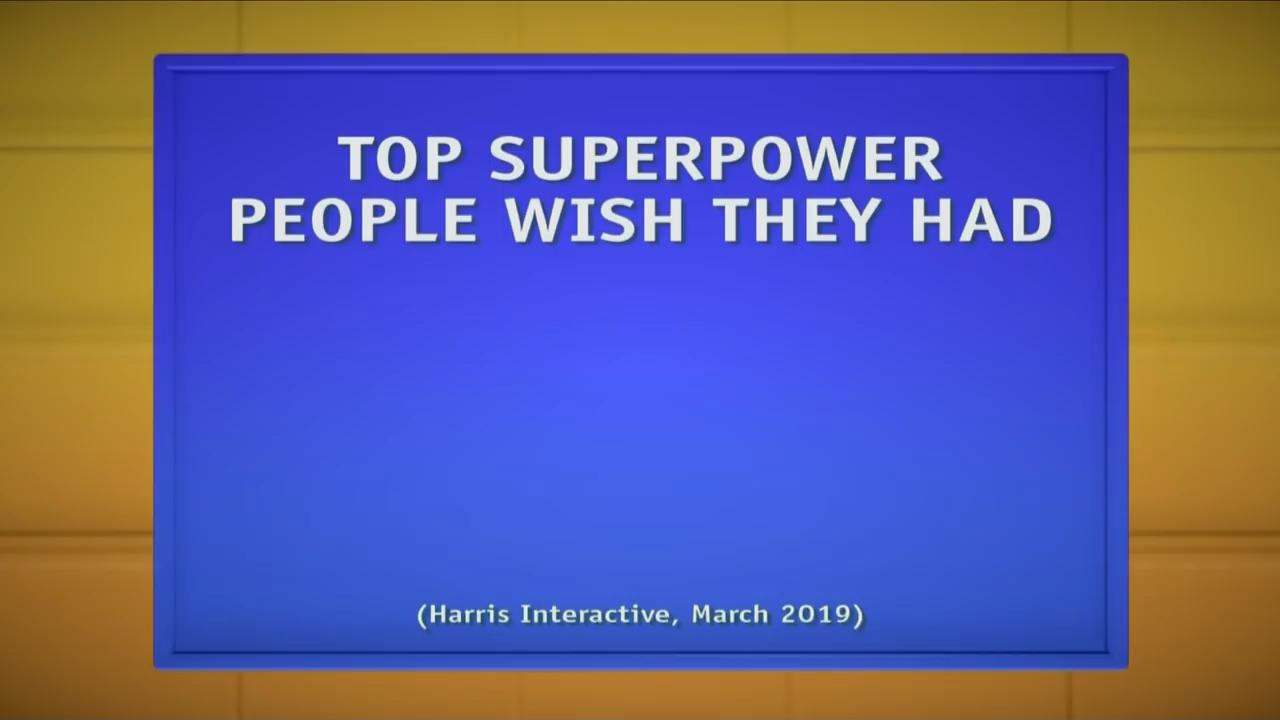 TOP SUPERPOWER
PEOPLE WISH THEY HAD
(Harris Interactive, March 2019)